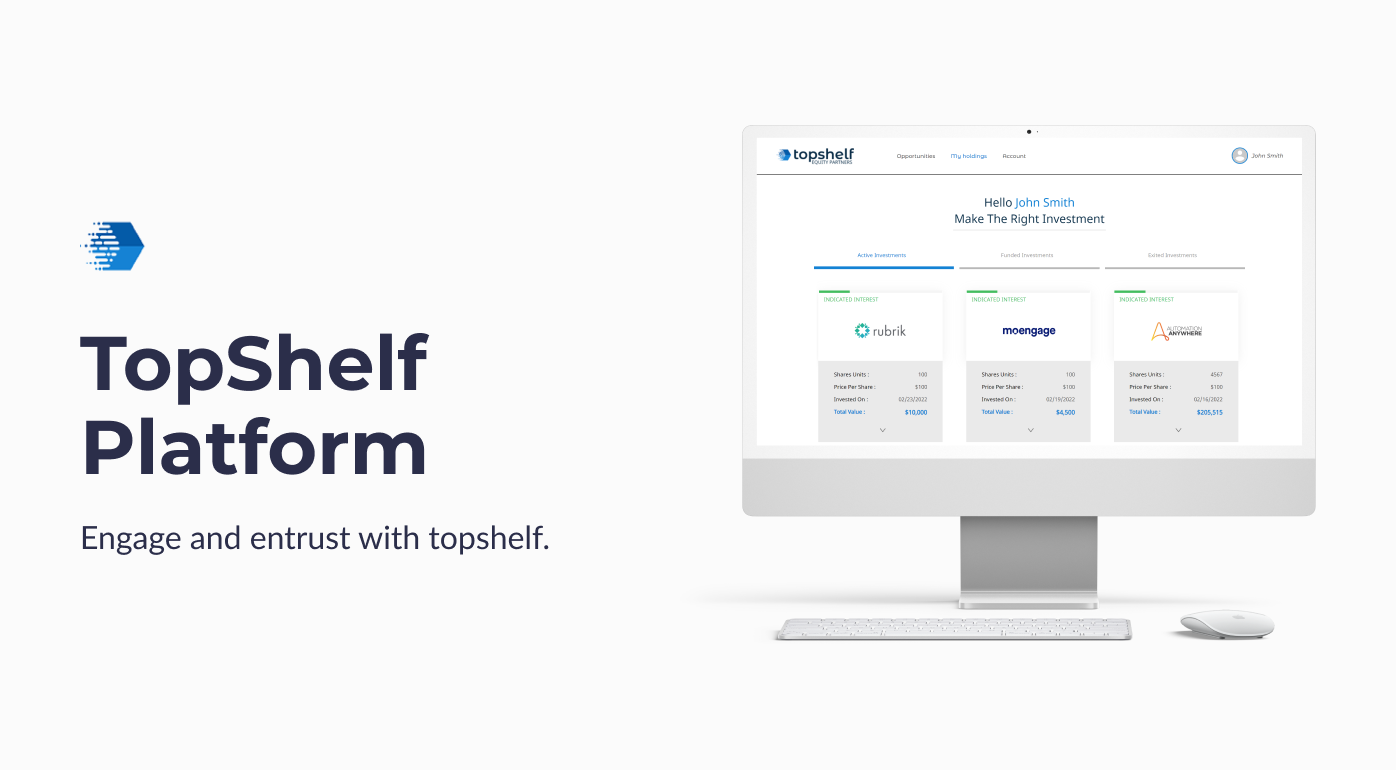 TopShelf
Platform
Engage and entrust with topshelf.
topshelf
EQUITY PARTNERS
Opportunities My holdings Account
John Smith
Hello John Smith
Make The Right Investment
Active Investments Funded Investments Exited Investments
INDICATED INTEREST INDICATED INTEREST INDICATED INTEREST
rubrik moengage AUTOMATION
ANYWHERE
Shares Units : 100 Shares Units : 100 Shares Units : 4567
Price Per Share : $100 Price Per Share : $100 Price Per Share : $100
Invested On : 02/23/2022 Invested On : 02/19/2022 Invested On : 02/16/2022
Total Value : $10,000 Total Value : $4,500 Total Value : $205,515